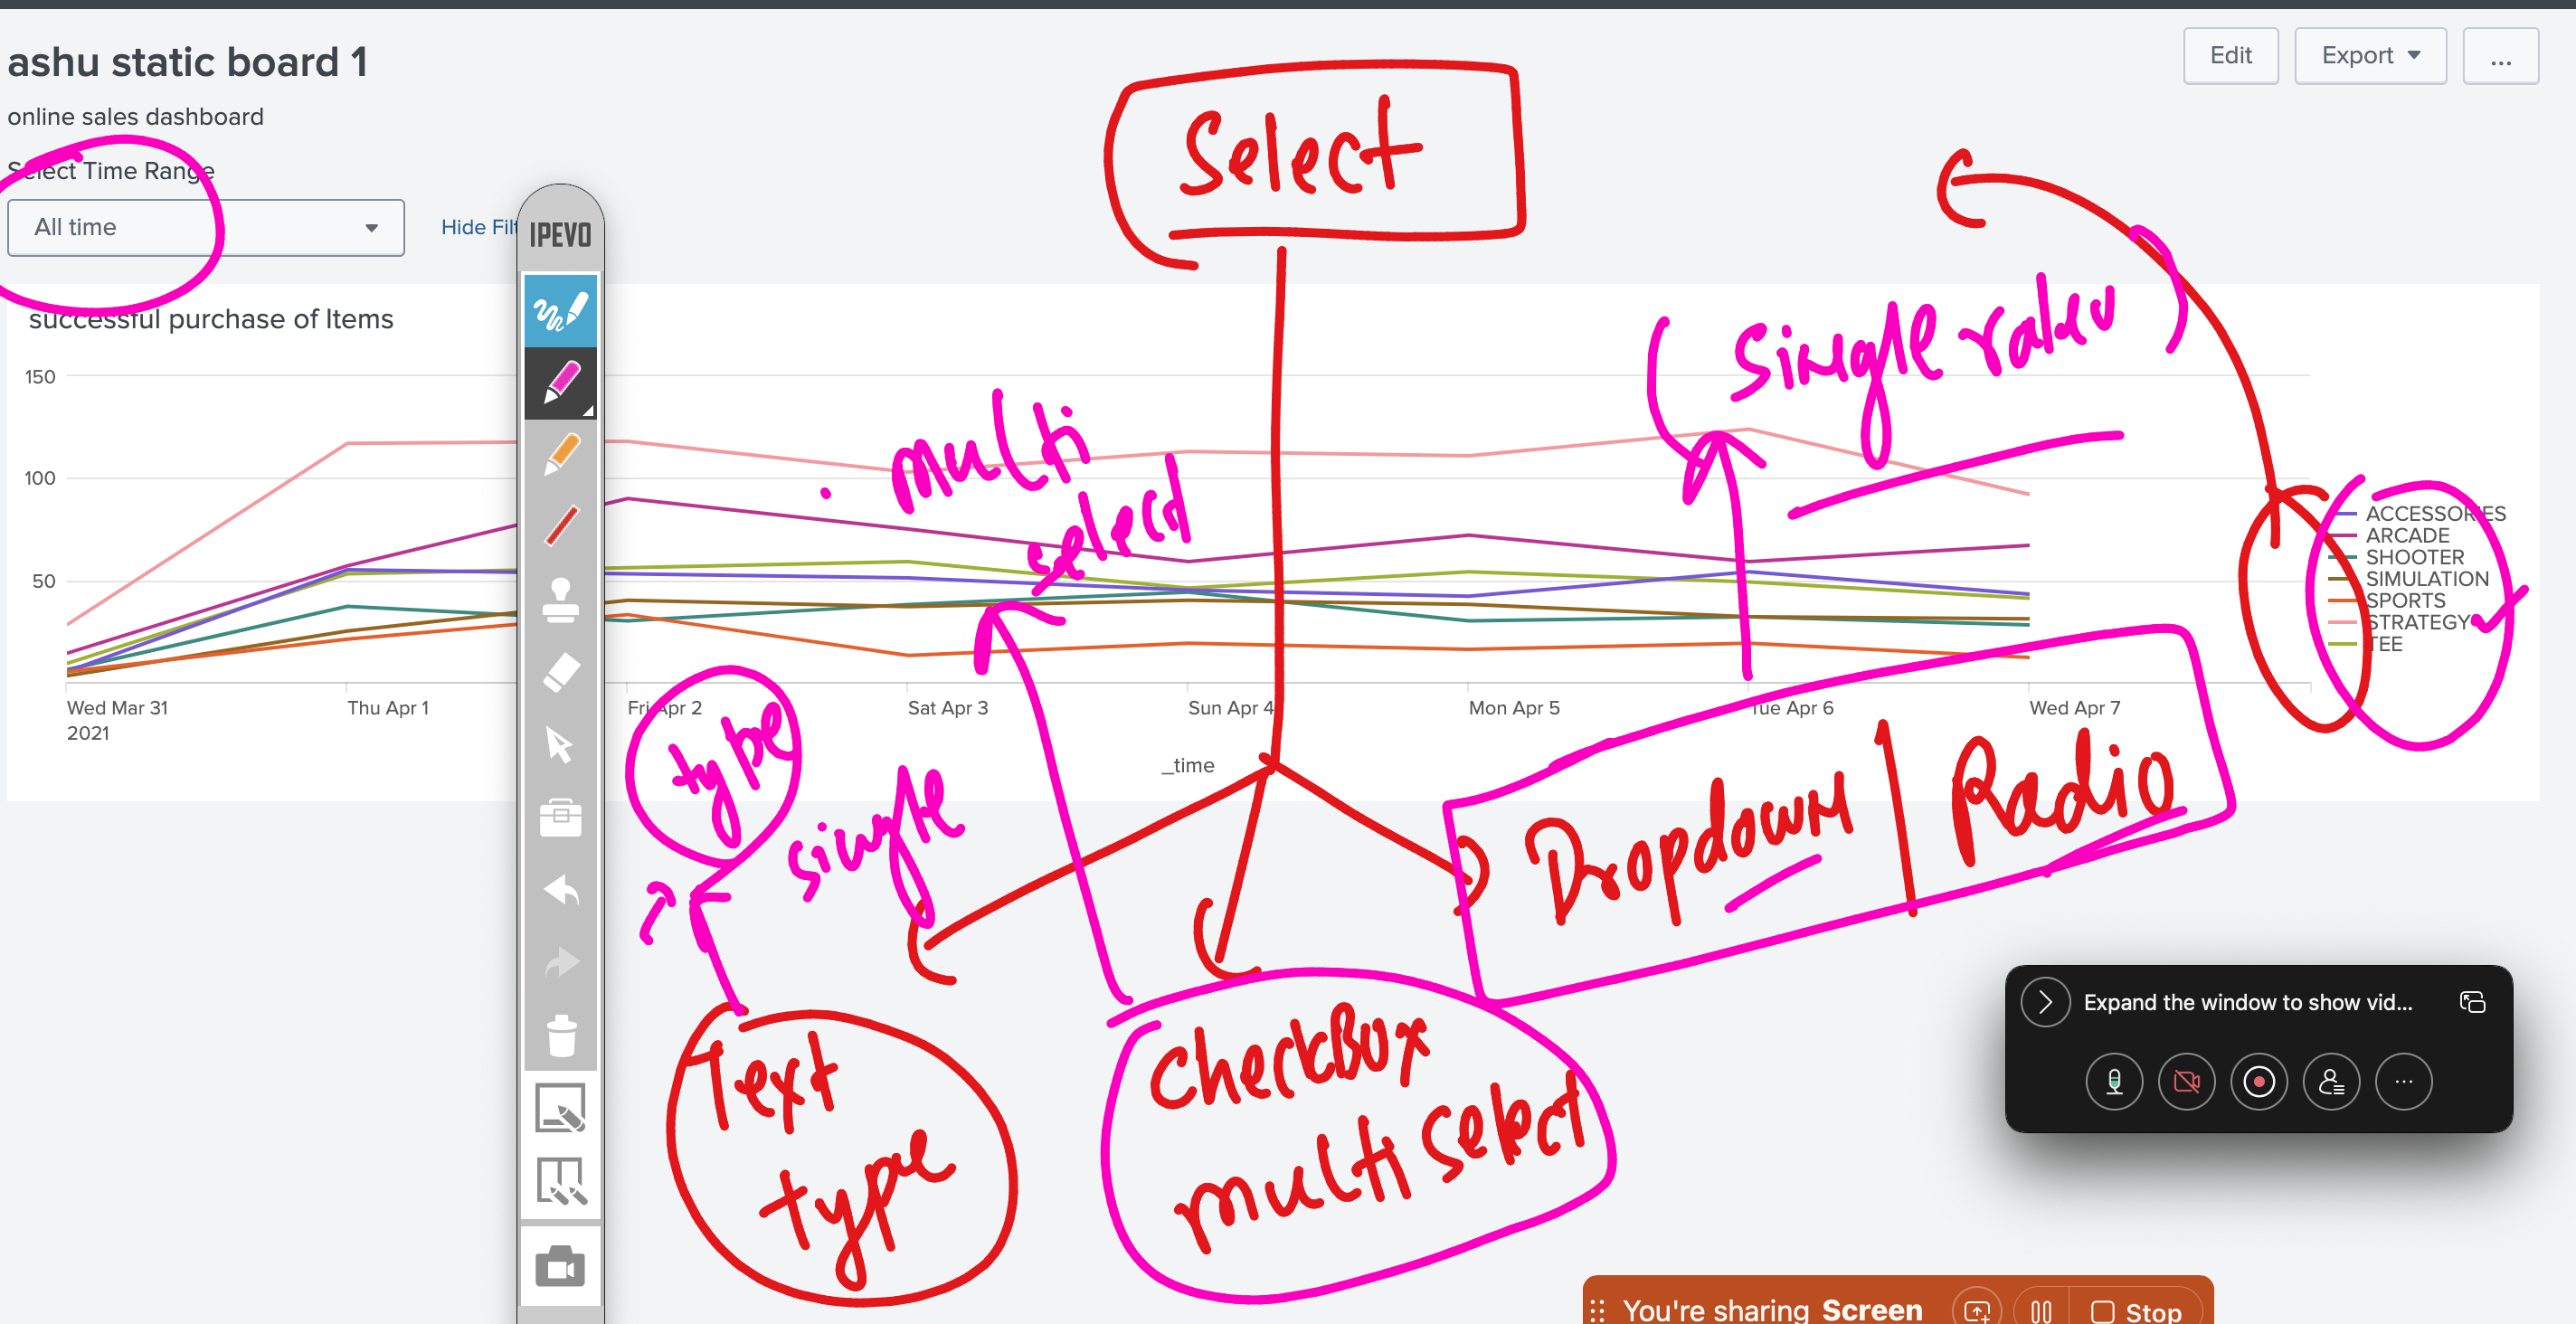 ashu static board 1
online sales dashboard
Edit
Export
...
Select Time Range
All time
Hide Filt
IPEVO
Select
successful purchase of Items
150
100
50
multi
select
(single value)
ACCESSORIES
ARCADE
SHOOTER
SIMULATION
SPORTS
STRATEGY
TEE
Wed Mar 31
2021
Thu Apr 1
Fri Apr 2
Sat Apr 3
Sun Apr 4
Mon Apr 5
Tue Apr 6
Wed Apr 7
_time
type
single
Dropdown | Radio
Text
type
CheckBox
multi select
Expand the window to show vid...
You're sharing Screen
Stop